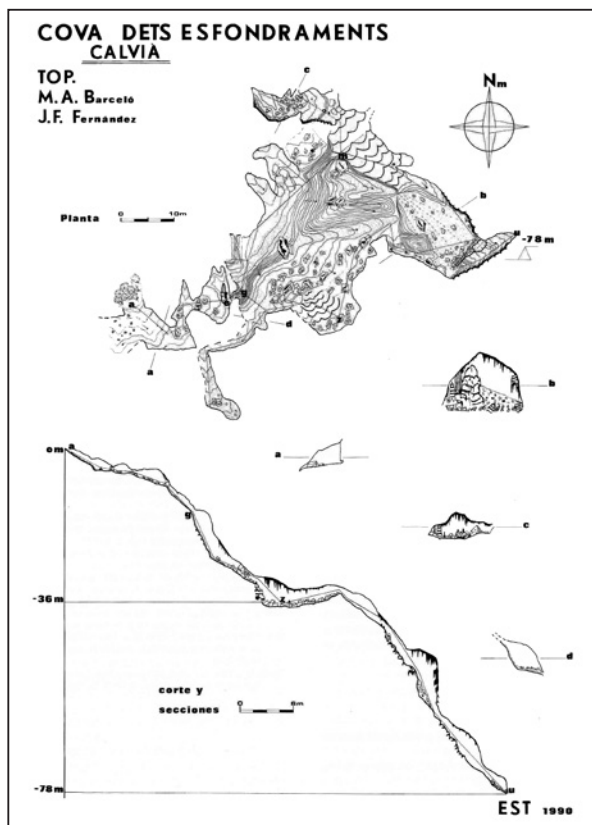 COVA DETS ESFONDRAMENTS
CALVIÀ
TOP.
M.A. Barceló
J.F. Fernández
Nm
c
m
b
Planta 0 10m
u
-78m
g
a
d
a
b
a
0m a
c
g
-36m
z
d
corte y
secciones
0 6m
-78m
u
EST 1990